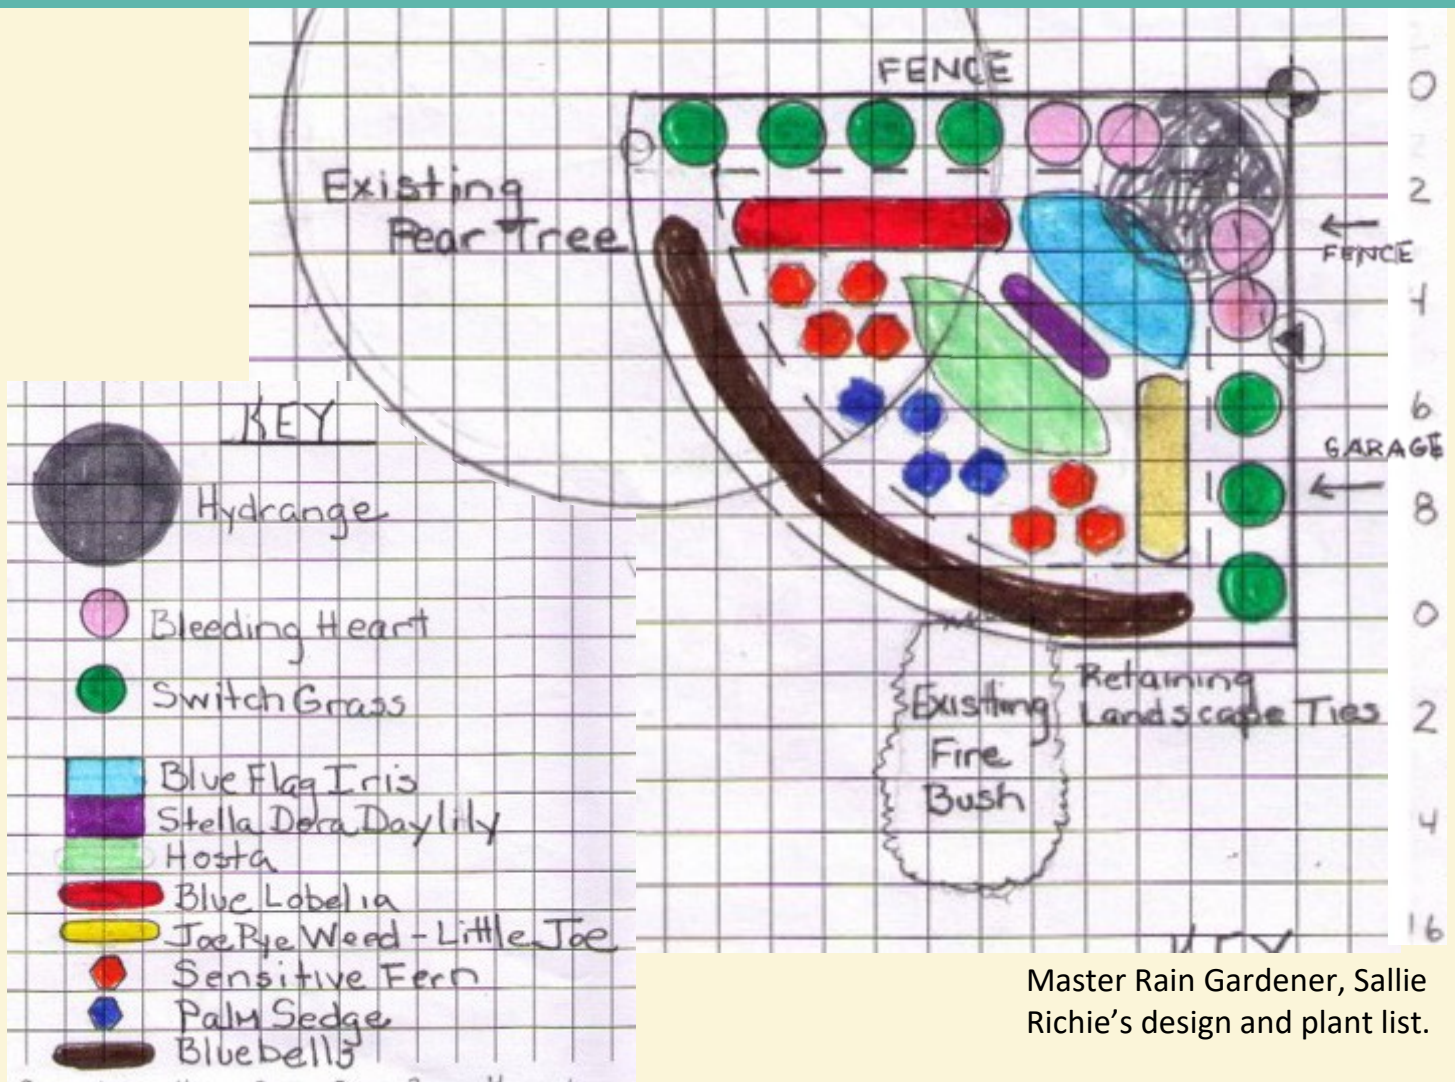 FENCE
Existing
Pear Tree
FENCE
GARAGE
0
2
2
4
6
8
0
2
4
16
Retaining
Landscape Ties
Existing
Fire
Bush
KEY
KEY
Hydrange
Bleeding Heart
Switch Grass
Blue Flag Iris
Stella Dora Daylily
Hosta
Blue Lobelia
Joe Pye Weed - Little Joe
Sensitive Fern
Palm Sedge
Bluebells
Master Rain Gardener, Sallie
Richie's design and plant list.